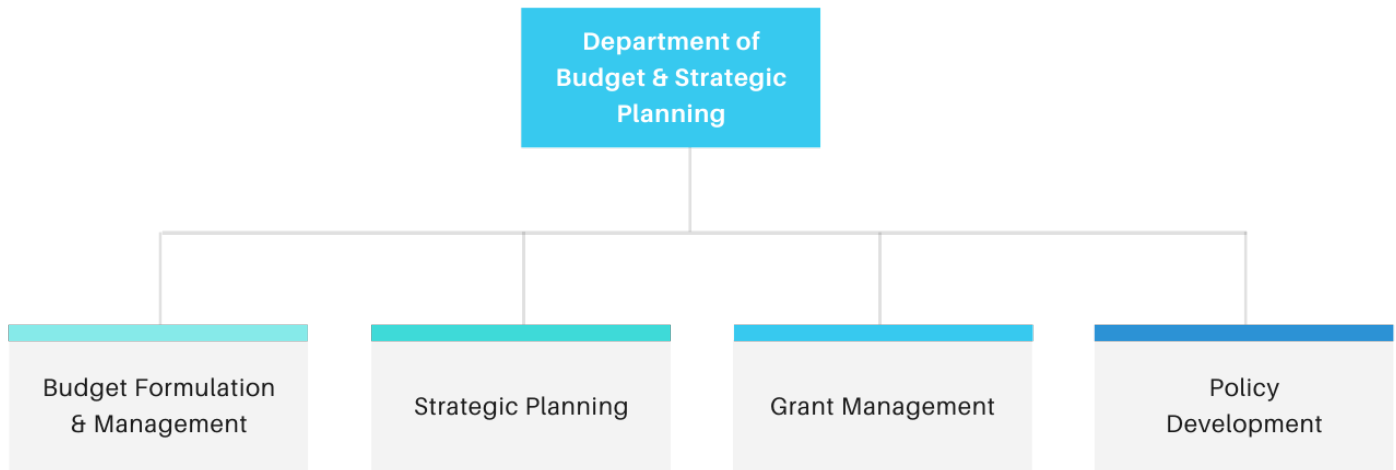 Department of
Budget & Strategic
Planning
Budget Formulation
& Management
Strategic Planning
Grant Management
Policy
Development